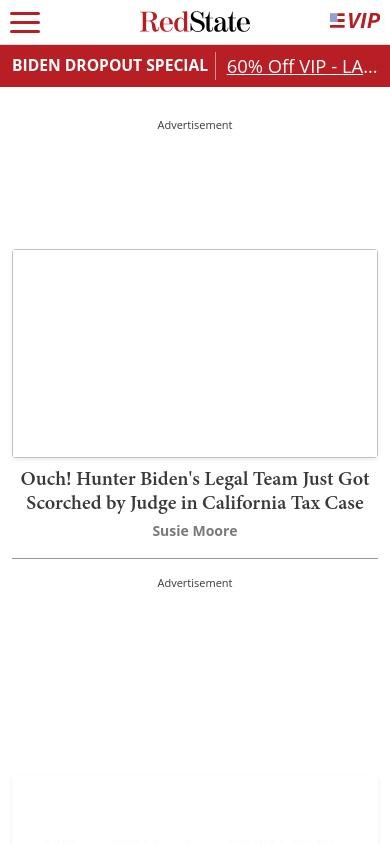 RedState
VIP
BIDEN DROPOUT SPECIAL
60% Off VIP - LA...
Advertisement
Ouch! Hunter Biden's Legal Team Just Got
Scorched by Judge in California Tax Case
Susie Moore
Advertisement